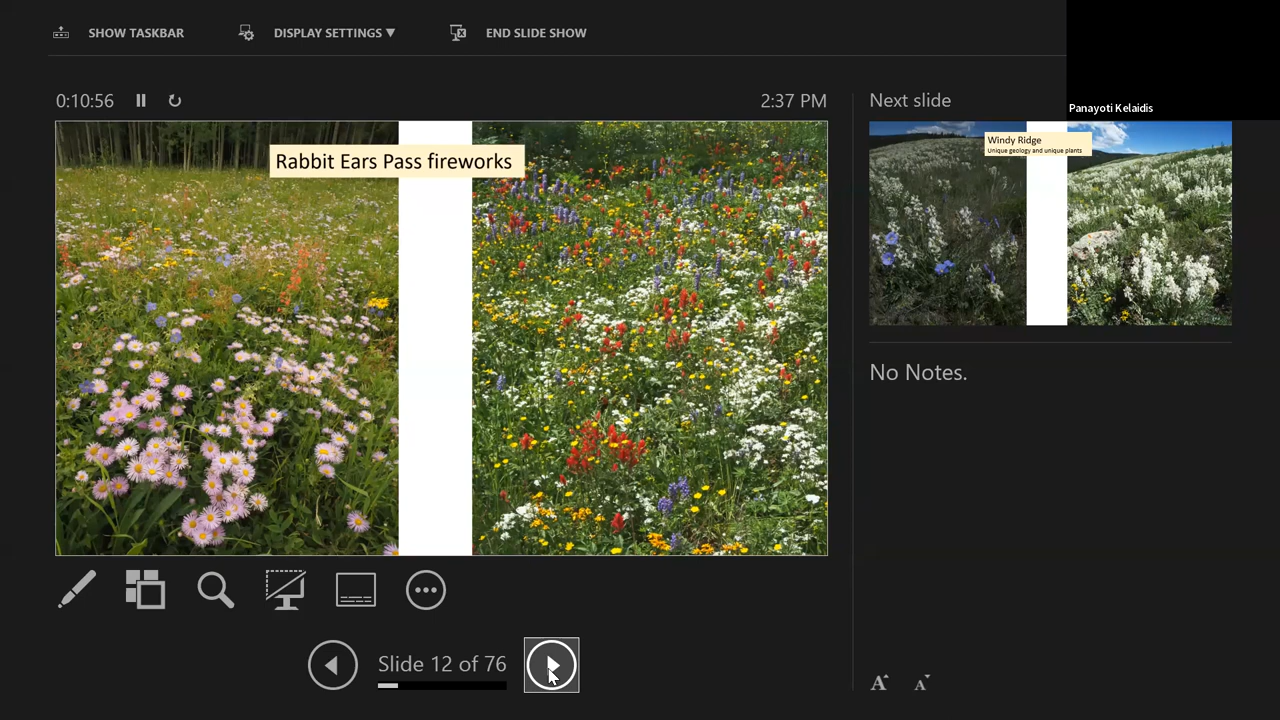 SHOW TASKBAR
DISPLAY SETTINGS ▼
END SLIDE SHOW
0:10:56
2:37 PM
Next slide
Panayoti Kelaidis
Rabbit Ears Pass fireworks
Windy Ridge
Unique geology and unique plants
No Notes.
Slide 12 of 76
A A